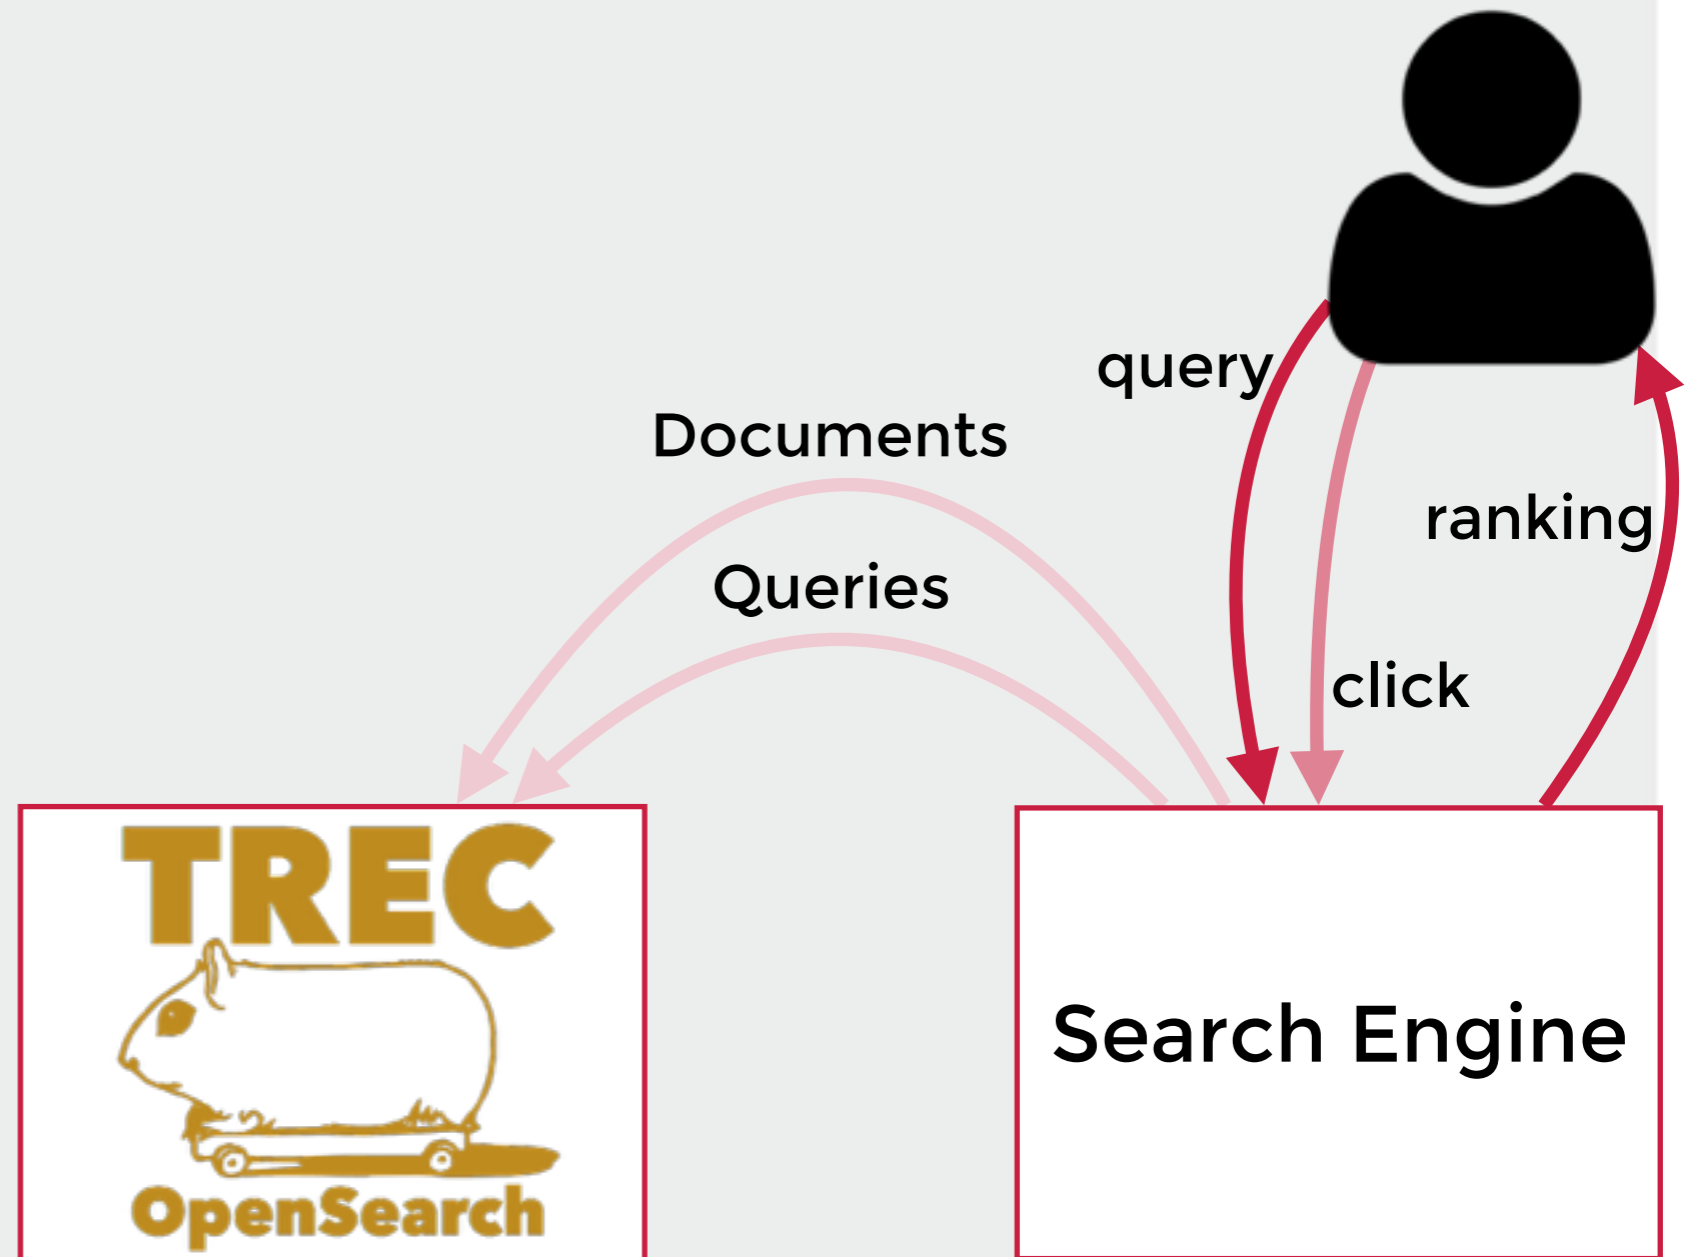 query
Documents
ranking
Queries
click
TREC
OpenSearch
Search Engine